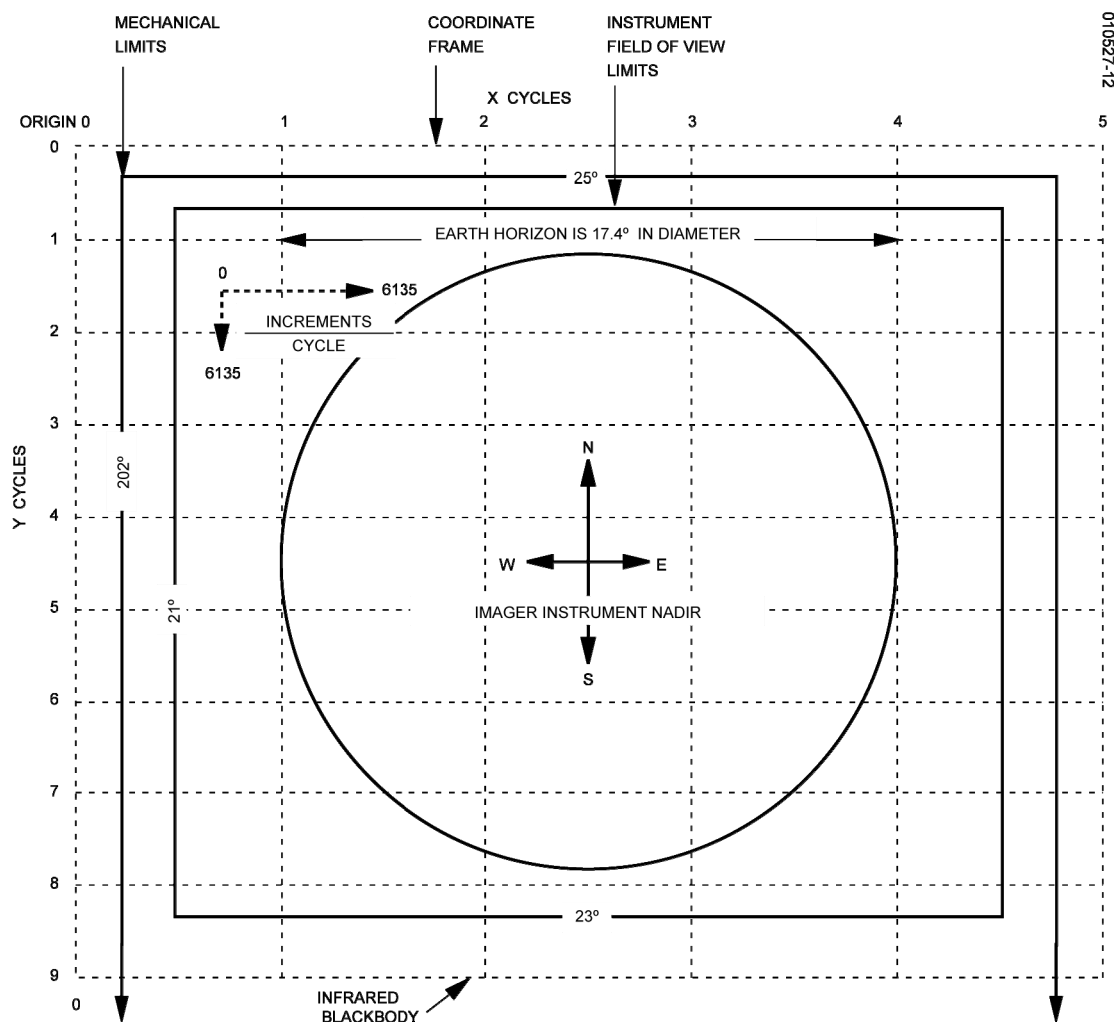 MECHANICAL
LIMITS
COORDINATE
FRAME
INSTRUMENT
FIELD OF VIEW
LIMITS
010527-12
X CYCLES
ORIGIN 0
1
2
3
4
5
0
25º
EARTH HORIZON IS 17.4º IN DIAMETER
1
0
6135
INCREMENTS
CYCLE
6135
2
3
202º
Y CYCLES
N
4
W
E
21º
5
IMAGER INSTRUMENT NADIR
S
6
7
8
23º
9
0
INFRARED
BLACKBODY